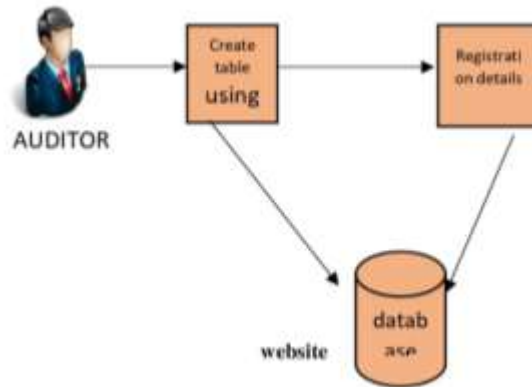 Create
table
using
Registrati
on details
AUDITOR
datab
ase
website